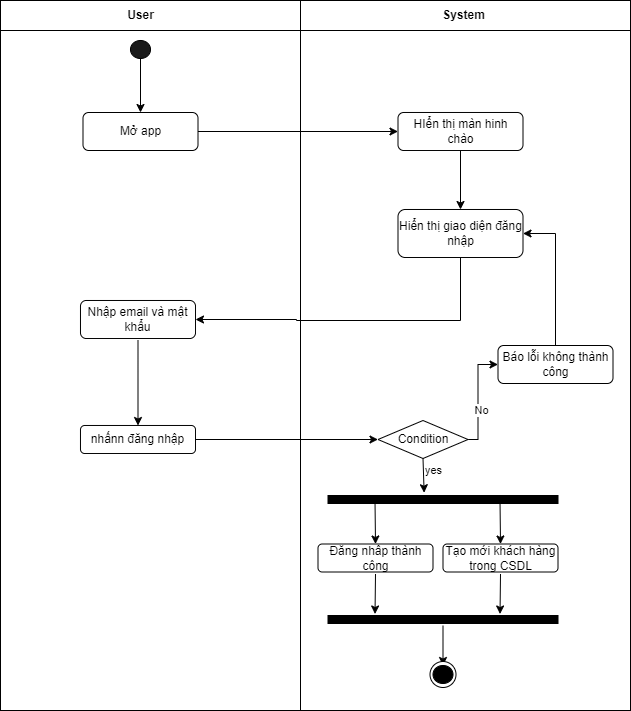 User
System
Mở app
HIển thị màn hinh
chào
Hiển thị giao diện đăng
nhập
Nhập email và mật
khẩu
Báo lỗi không thành
công
No
nhấnn đăng nhập
Condition
yes
Đăng nhâp thành
công
Tạo mới khách hàng
trong CSDL